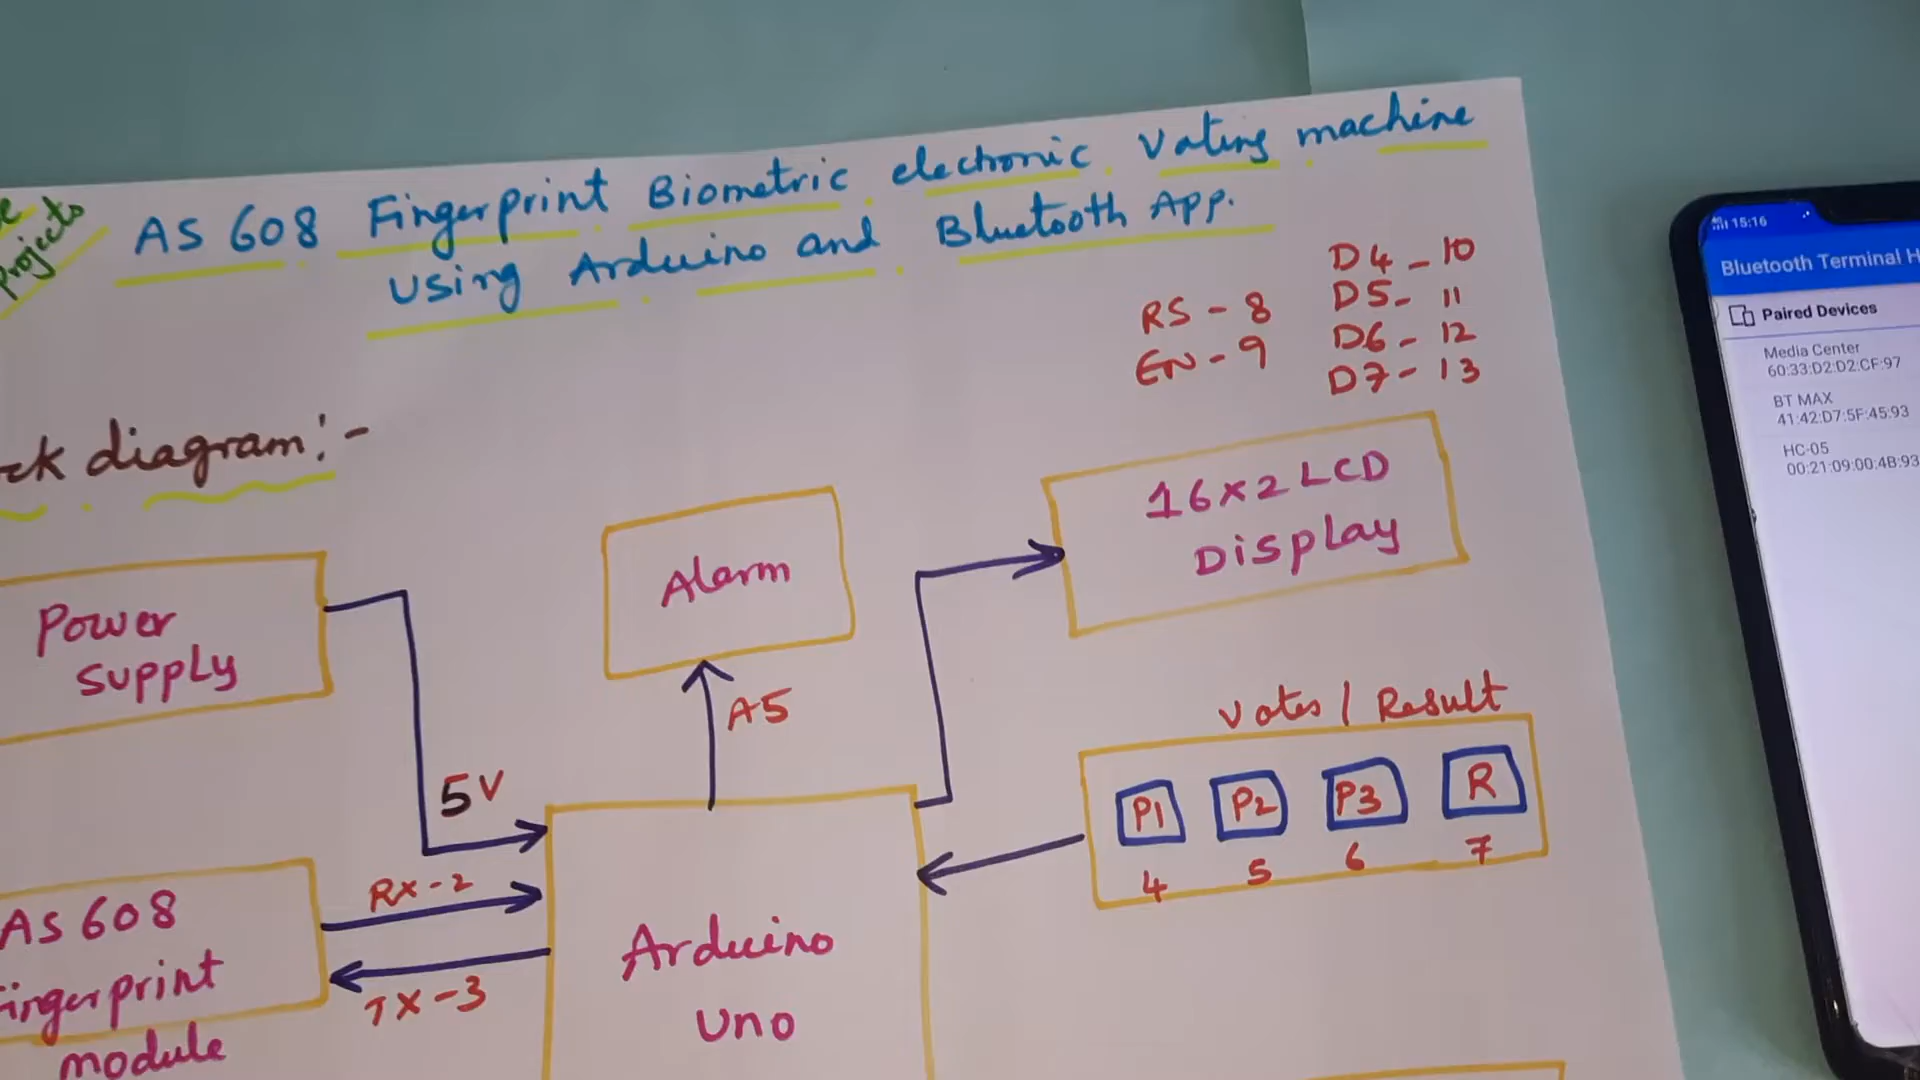 Projects
AS 608 Fingerprint Biometric electronic Voting machine
using Arduino and Bluetooth App.
RS - 8
EN - 9
D4 - 10
D5 - 11
D6 - 12
D7 - 13
diagram:-
Power
Supply
Alarm
16x2 LCD
Display
A5
5V
Votes / Result
P1 P2 P3 R
4 5 6 7
RX-2
TX-3
AS 608
Fingerprint
module
Arduino
Uno
15:16
Bluetooth Terminal H
Paired Devices
Media Center
60:33:D2:D2:CF:97
BT MAX
41:42:D7:5F:45:93
HC-05
00:21:09:00:4B:93